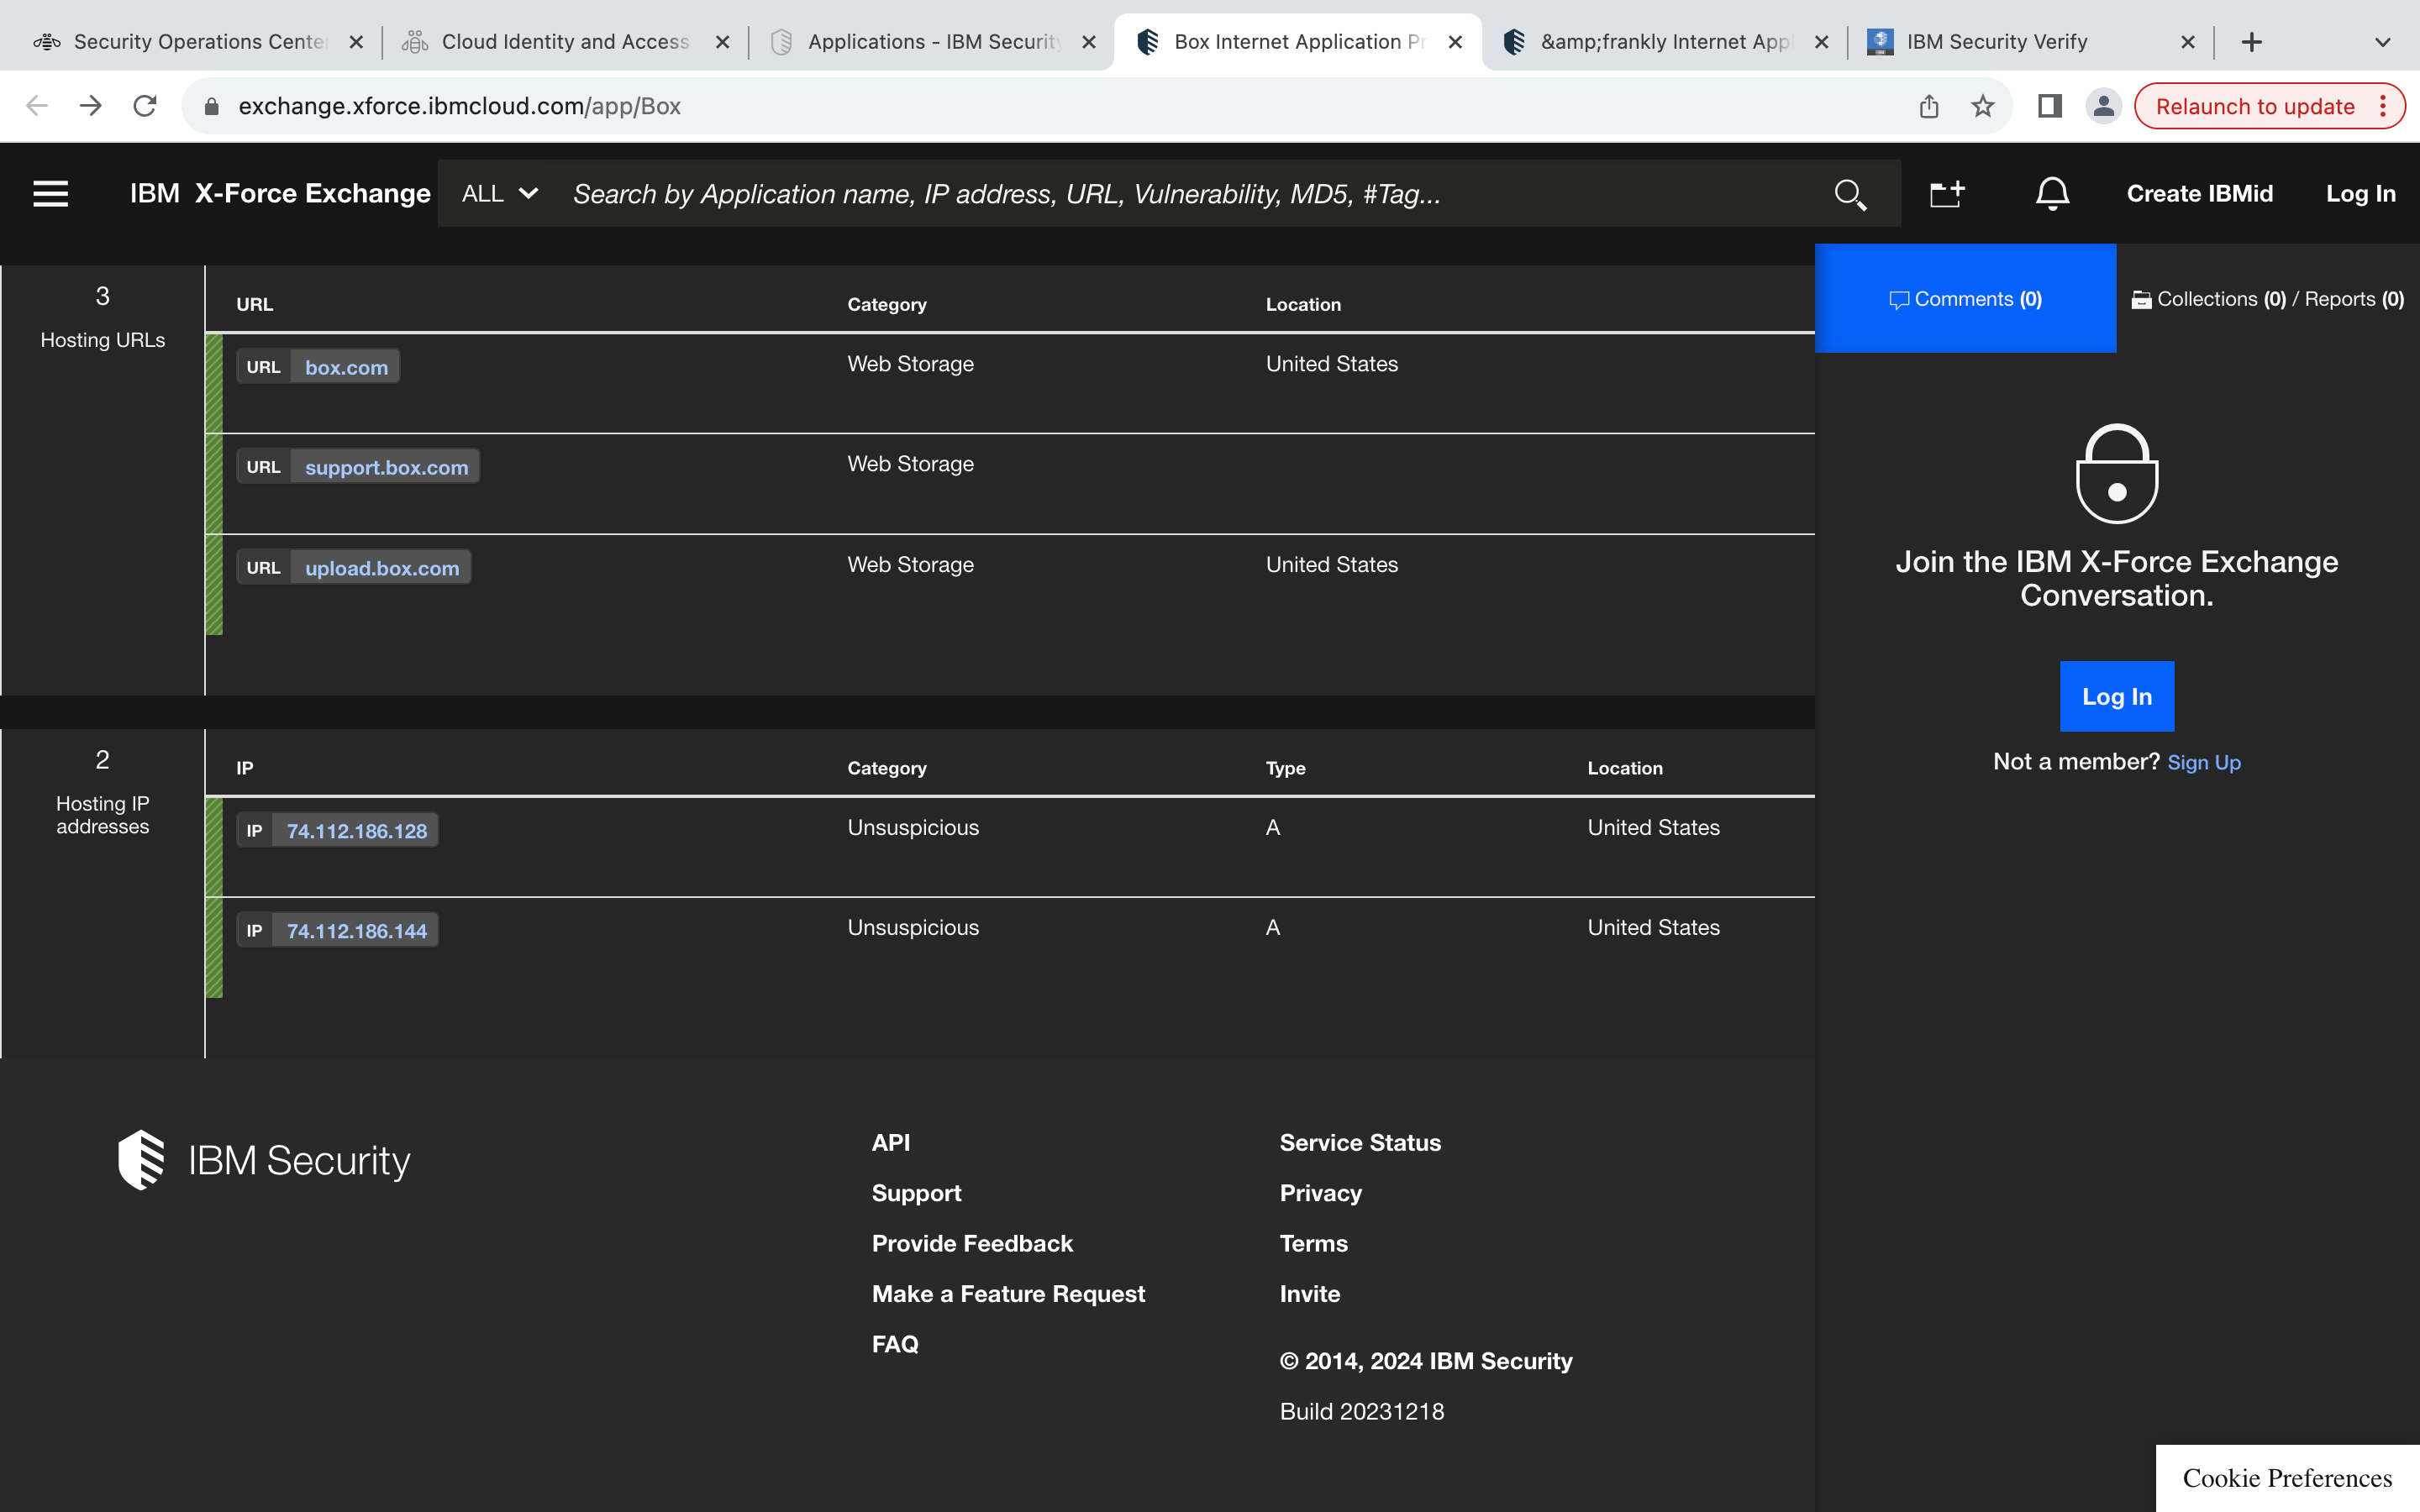 Security Operations Cente
Cloud Identity and Access
Applications - IBM Security
Box Internet Application Pr
&amp;frankly Internet App
IBM Security Verify
exchange.xforce.ibmcloud.com/app/Box
Relaunch to update
IBM X-Force Exchange
ALL
Search by Application name, IP address, URL, Vulnerability, MD5, #Tag...
Create IBMid
Log In
3
Hosting URLs
URL Category Location
URL box.com Web Storage United States
URL support.box.com Web Storage
URL upload.box.com Web Storage United States
2
Hosting IP
addresses
IP Category Type Location
IP 74.112.186.128 Unsuspicious A United States
IP 74.112.186.144 Unsuspicious A United States
Comments (0)
Collections (0) / Reports (0)
Join the IBM X-Force Exchange
Conversation.
Log In
Not a member? Sign Up
IBM Security
API
Support
Provide Feedback
Make a Feature Request
FAQ
Service Status
Privacy
Terms
Invite
© 2014, 2024 IBM Security
Build 20231218
Cookie Preferences